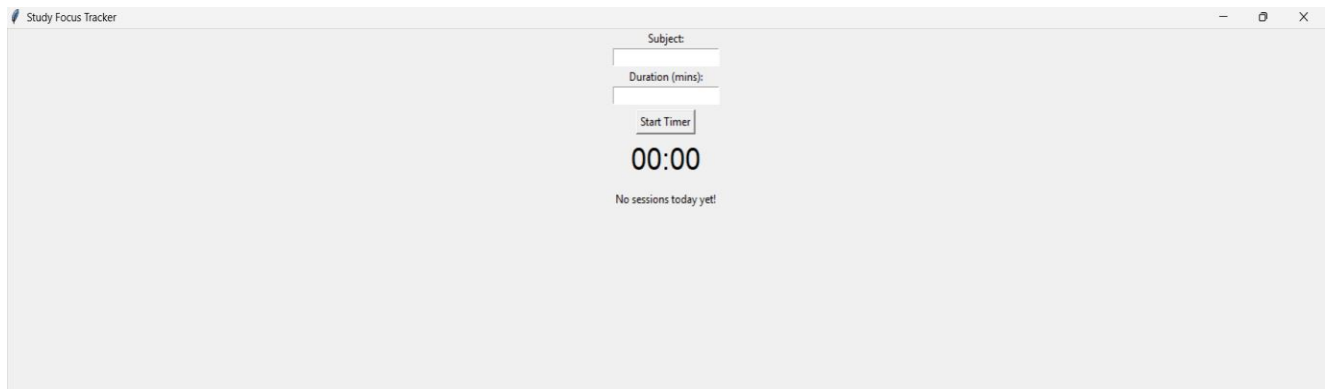 Study Focus Tracker
Subject:
Duration (mins):
Start Timer
00:00
No sessions today yet!